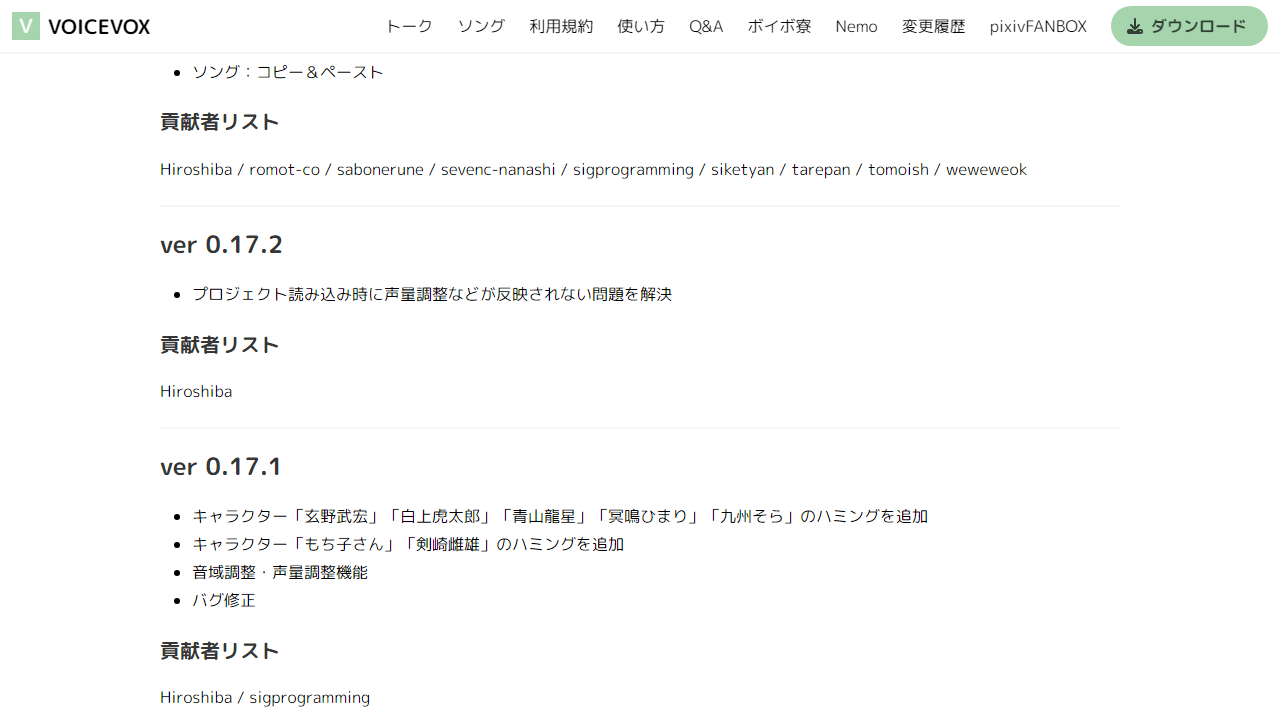 V VOICEVOX トーク ソング 利用規約 使い方 Q&A ボイボ寮 Nemo 変更履歴 pixivFANBOX ダウンロード
ソング：コピー＆ペースト
貢献者リスト
Hiroshiba / romot-co / sabonerune / sevenc-nanashi / sigprogramming / siketyan / tarepan / tomoish / weweweok
ver 0.17.2
プロジェクト読み込み時に声量調整などが反映されない問題を解決
貢献者リスト
Hiroshiba
ver 0.17.1
キャラクター「玄野武宏」「白上虎太郎」「青山龍星」「冥鳴ひまり」「九州そら」のハミングを追加
キャラクター「もち子さん」「剣崎雌雄」のハミングを追加
音域調整・声量調整機能
バグ修正
貢献者リスト
Hiroshiba / sigprogramming